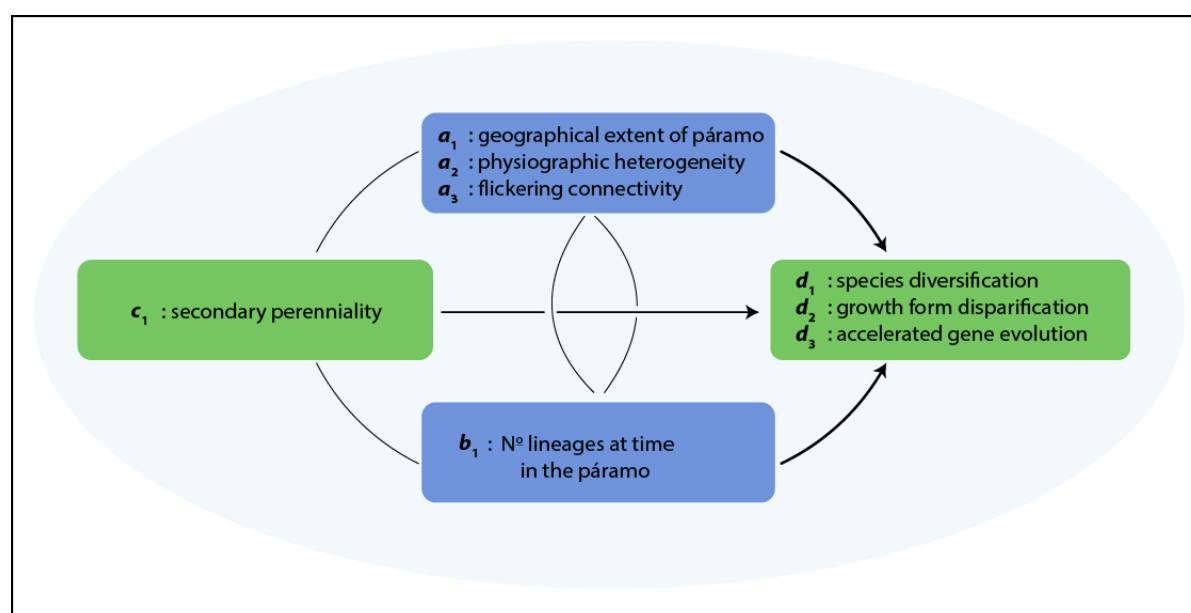 a₁ : geographical extent of páramo
a₂ : physiographic heterogeneity
a₃ : flickering connectivity
c₁ : secondary perenniality
d₁ : species diversification
d₂ : growth form disparification
d₃ : accelerated gene evolution
b₁ : Nº lineages at time
in the páramo